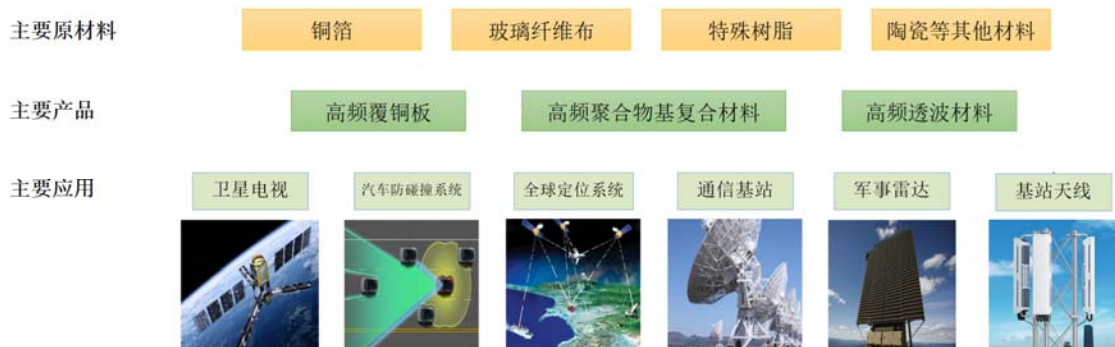 主要原材料 铜箔 玻璃纤维布 特殊树脂 陶瓷等其他材料
主要产品 高频覆铜板 高频聚合物基复合材料 高频透波材料
主要应用 卫星电视 汽车防碰撞系统 全球定位系统 通信基站 军事雷达 基站天线